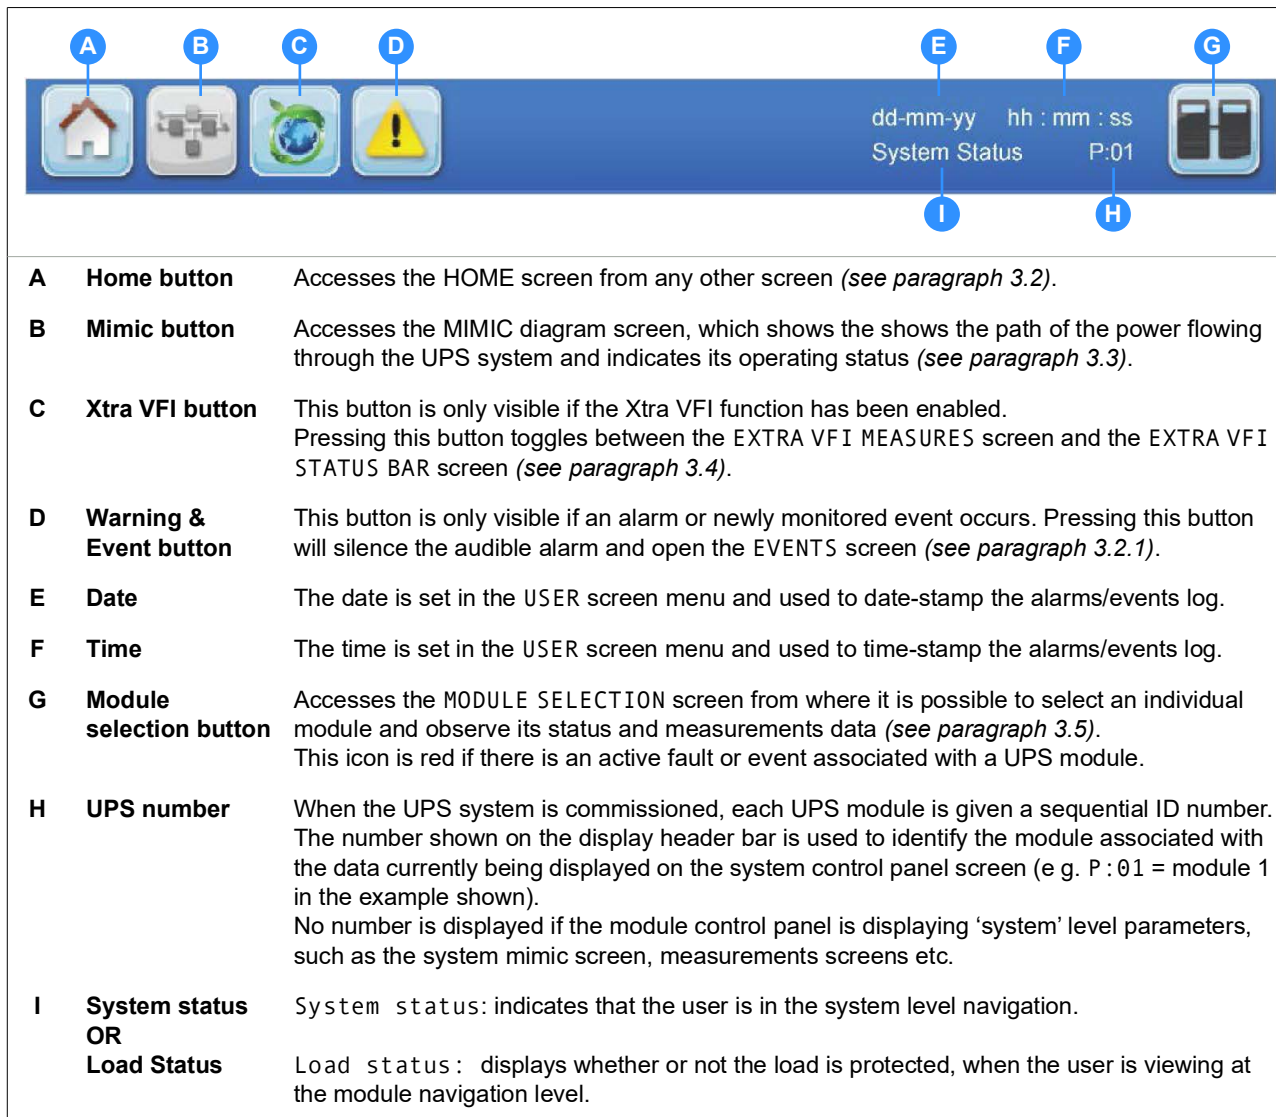 A B C D E F G
dd-mm-yy hh : mm : ss
System Status P:01
I H
A Home button Accesses the HOME screen from any other screen (see paragraph 3.2).
B Mimic button Accesses the MIMIC diagram screen, which shows the shows the path of the power flowing
through the UPS system and indicates its operating status (see paragraph 3.3).
C Xtra VFI button This button is only visible if the Xtra VFI function has been enabled.
Pressing this button toggles between the EXTRA VFI MEASURES screen and the EXTRA VFI
STATUS BAR screen (see paragraph 3.4).
D Warning & This button is only visible if an alarm or newly monitored event occurs. Pressing this button
Event button will silence the audible alarm and open the EVENTS screen (see paragraph 3.2.1).
E Date The date is set in the USER screen menu and used to date-stamp the alarms/events log.
F Time The time is set in the USER screen menu and used to time-stamp the alarms/events log.
G Module Accesses the MODULE SELECTION screen from where it is possible to select an individual
selection button module and observe its status and measurements data (see paragraph 3.5).
This icon is red if there is an active fault or event associated with a UPS module.
H UPS number When the UPS system is commissioned, each UPS module is given a sequential ID number.
The number shown on the display header bar is used to identify the module associated with
the data currently being displayed on the system control panel screen (e g. P:01 = module 1
in the example shown).
No number is displayed if the module control panel is displaying ‘system’ level parameters,
such as the system mimic screen, measurements screens etc.
I System status System status: indicates that the user is in the system level navigation.
OR
Load Status Load status: displays whether or not the load is protected, when the user is viewing at
the module navigation level.